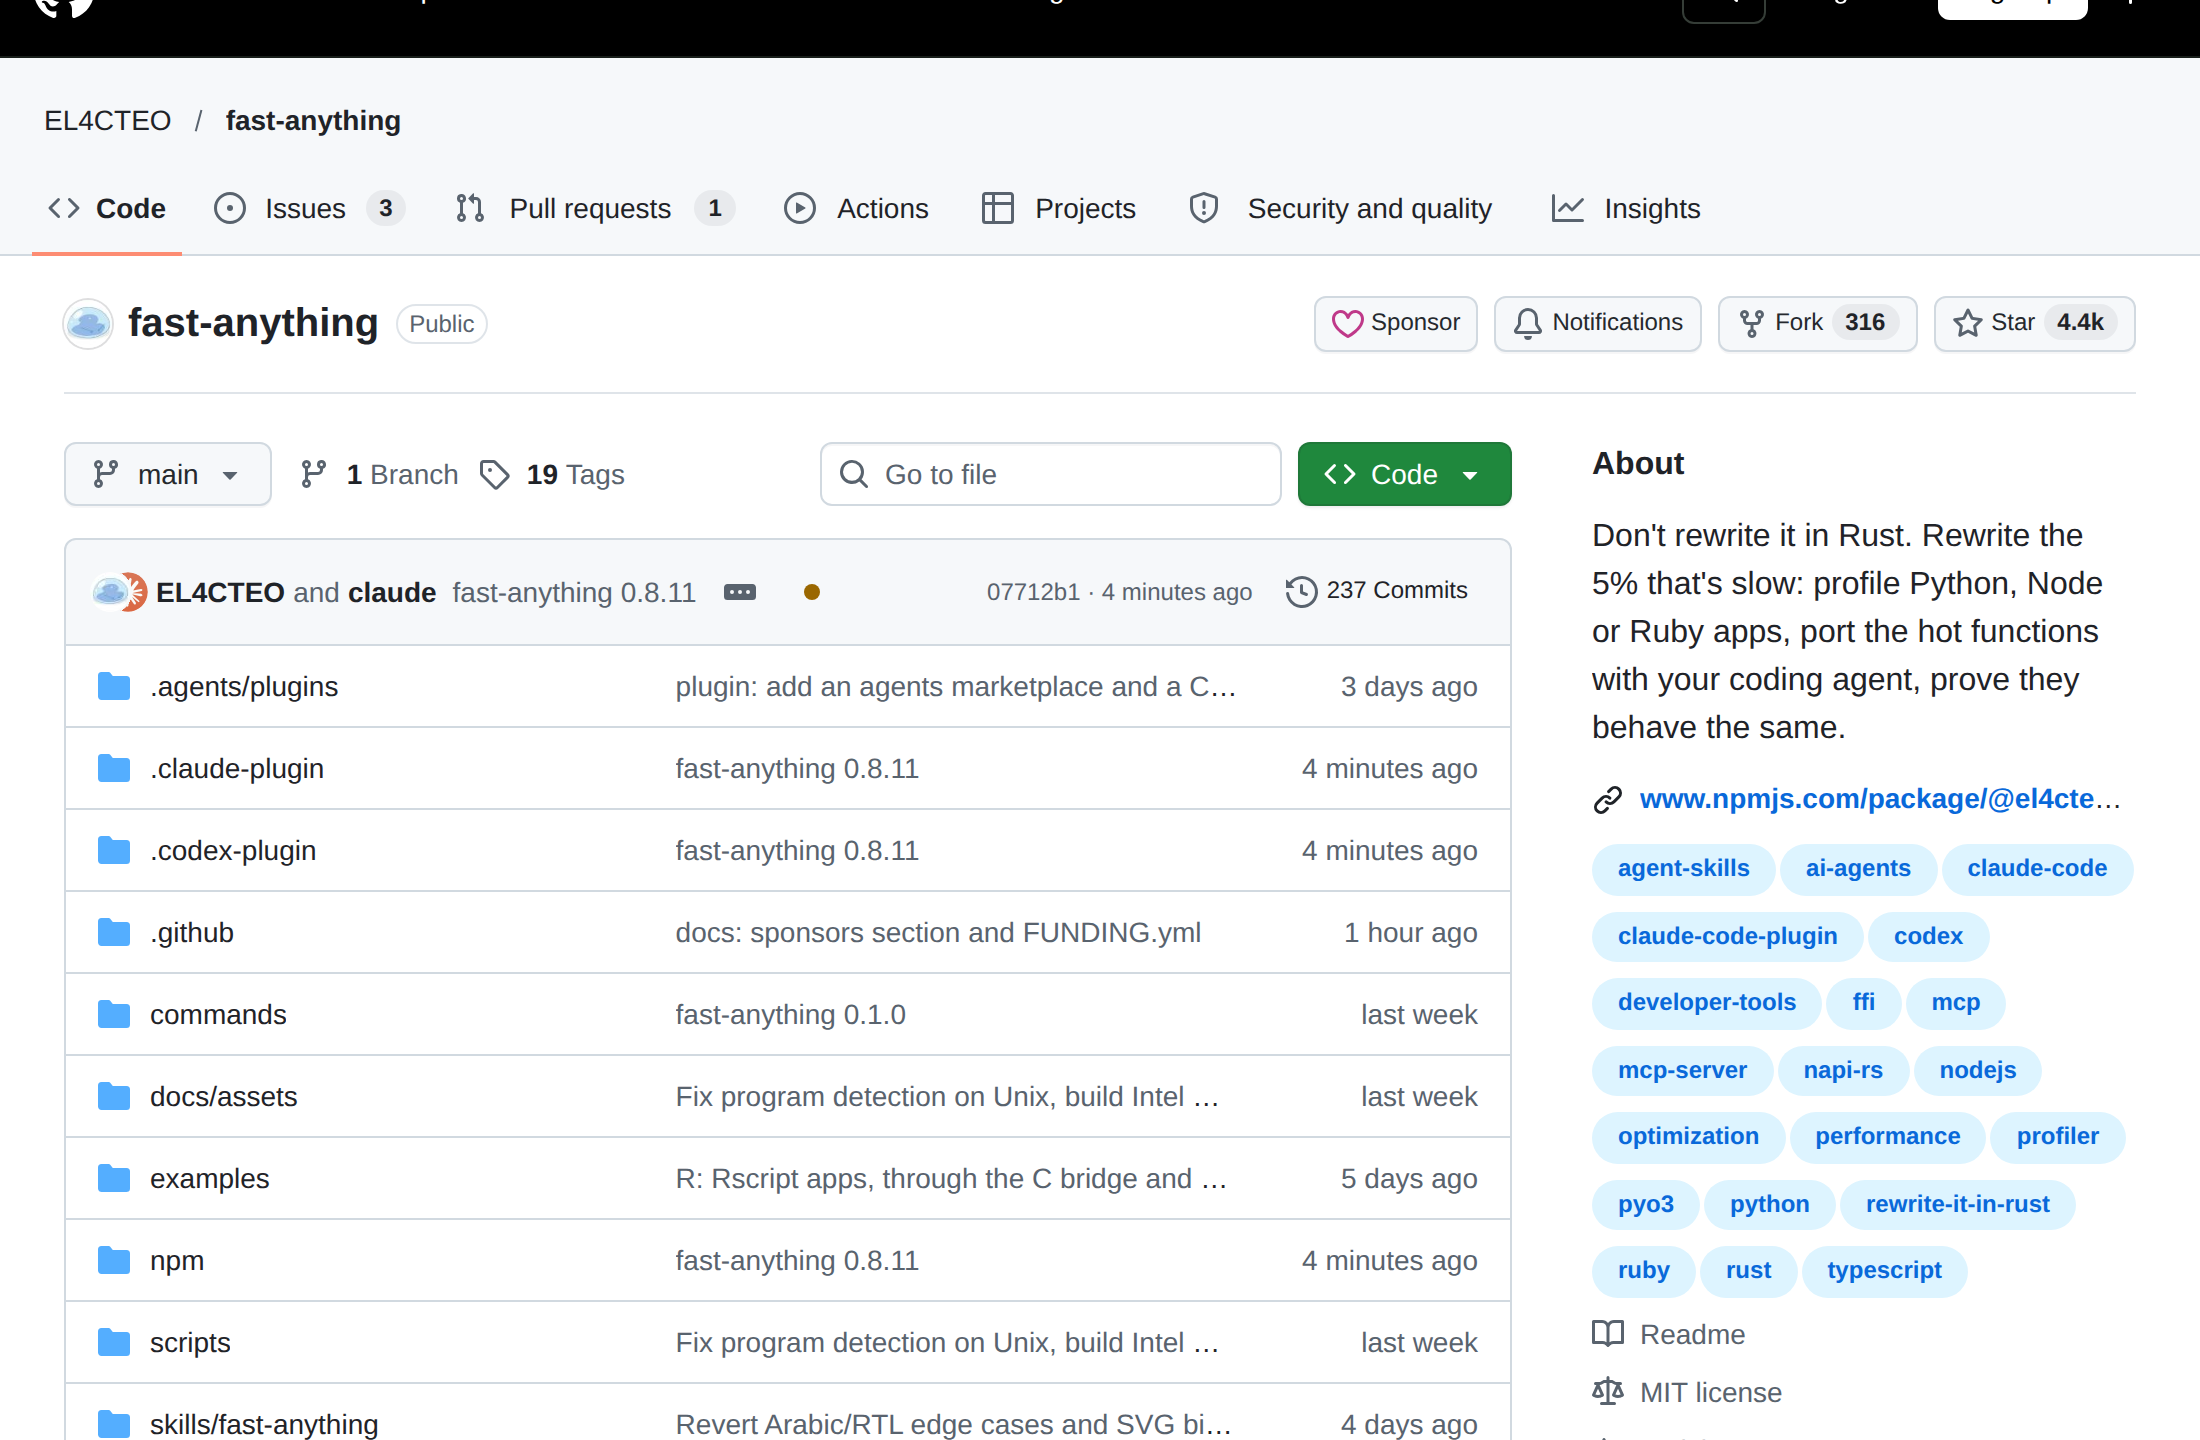 EL4CTEO / fast-anything
Code Issues 3 Pull requests 1 Actions Projects Security and quality Insights
fast-anything Public Sponsor Notifications Fork 316 Star 4.4k
main 1 Branch 19 Tags Go to file Code
EL4CTEO and claude fast-anything 0.8.11 07712b1 · 4 minutes ago 237 Commits
.agents/plugins plugin: add an agents marketplace and a C… 3 days ago
.claude-plugin fast-anything 0.8.11 4 minutes ago
.codex-plugin fast-anything 0.8.11 4 minutes ago
.github docs: sponsors section and FUNDING.yml 1 hour ago
commands fast-anything 0.1.0 last week
docs/assets Fix program detection on Unix, build Intel … last week
examples R: Rscript apps, through the C bridge and … 5 days ago
npm fast-anything 0.8.11 4 minutes ago
scripts Fix program detection on Unix, build Intel … last week
skills/fast-anything Revert Arabic/RTL edge cases and SVG bi… 4 days ago
About
Don't rewrite it in Rust. Rewrite the
5% that's slow: profile Python, Node
or Ruby apps, port the hot functions
with your coding agent, prove they
behave the same.
www.npmjs.com/package/@el4cte…
agent-skills ai-agents claude-code
claude-code-plugin codex
developer-tools ffi mcp
mcp-server napi-rs nodejs
optimization performance profiler
pyo3 python rewrite-it-in-rust
ruby rust typescript
Readme
MIT license